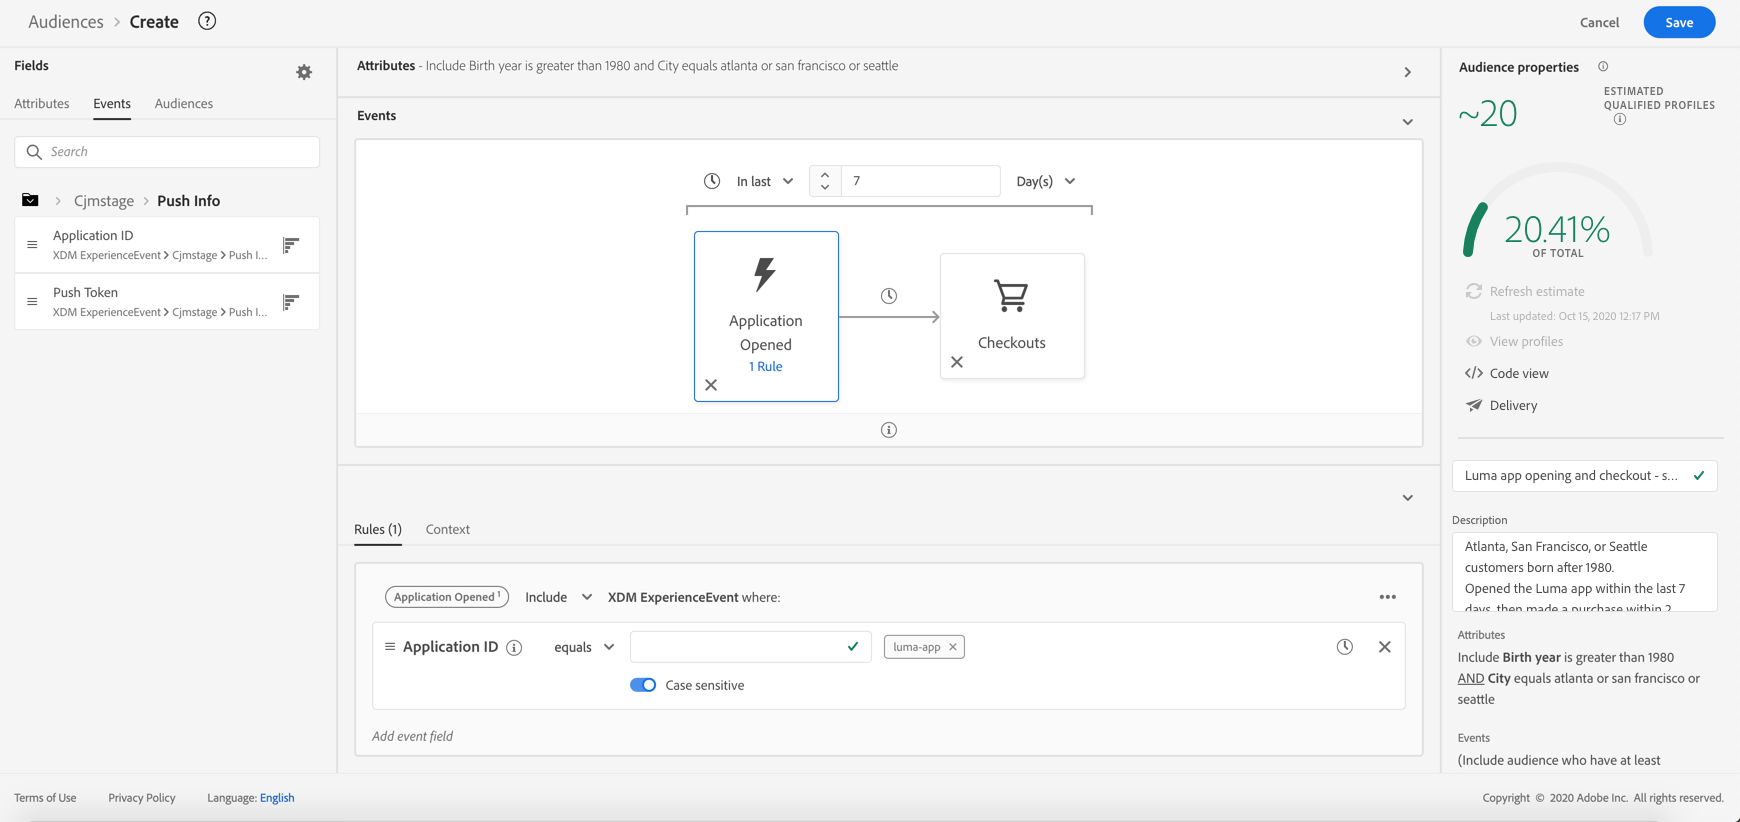 Audiences > Create ?
Cancel
Save
Fields
Attributes
Events
Audiences
Search
> Cjmstage > Push Info
Application ID
XDM ExperienceEvent > Cjmstage > Push I...
Push Token
XDM ExperienceEvent > Cjmstage > Push I...
Attributes - Include Birth year is greater than 1980 and City equals atlanta or san francisco or seattle
Events
In last
7
Day(s)
Application
Opened
1 Rule
Checkouts
Rules (1)
Context
Application Opened 1
Include
XDM ExperienceEvent where:
Application ID
equals
luma-app
Case sensitive
Add event field
Audience properties
~20
ESTIMATED
QUALIFIED PROFILES
20.41%
OF TOTAL
Refresh estimate
Last updated: Oct 15, 2020 12:17 PM
View profiles
</> Code view
Delivery
Luma app opening and checkout - s...
Description
Atlanta, San Francisco, or Seattle
customers born after 1980.
Opened the Luma app within the last 7
days, then made a purchase within 2
Attributes
Include Birth year is greater than 1980
AND City equals atlanta or san francisco or
seattle
Events
(Include audience who have at least
Terms of Use
Privacy Policy
Language: English
Copyright © 2020 Adobe Inc. All rights reserved.